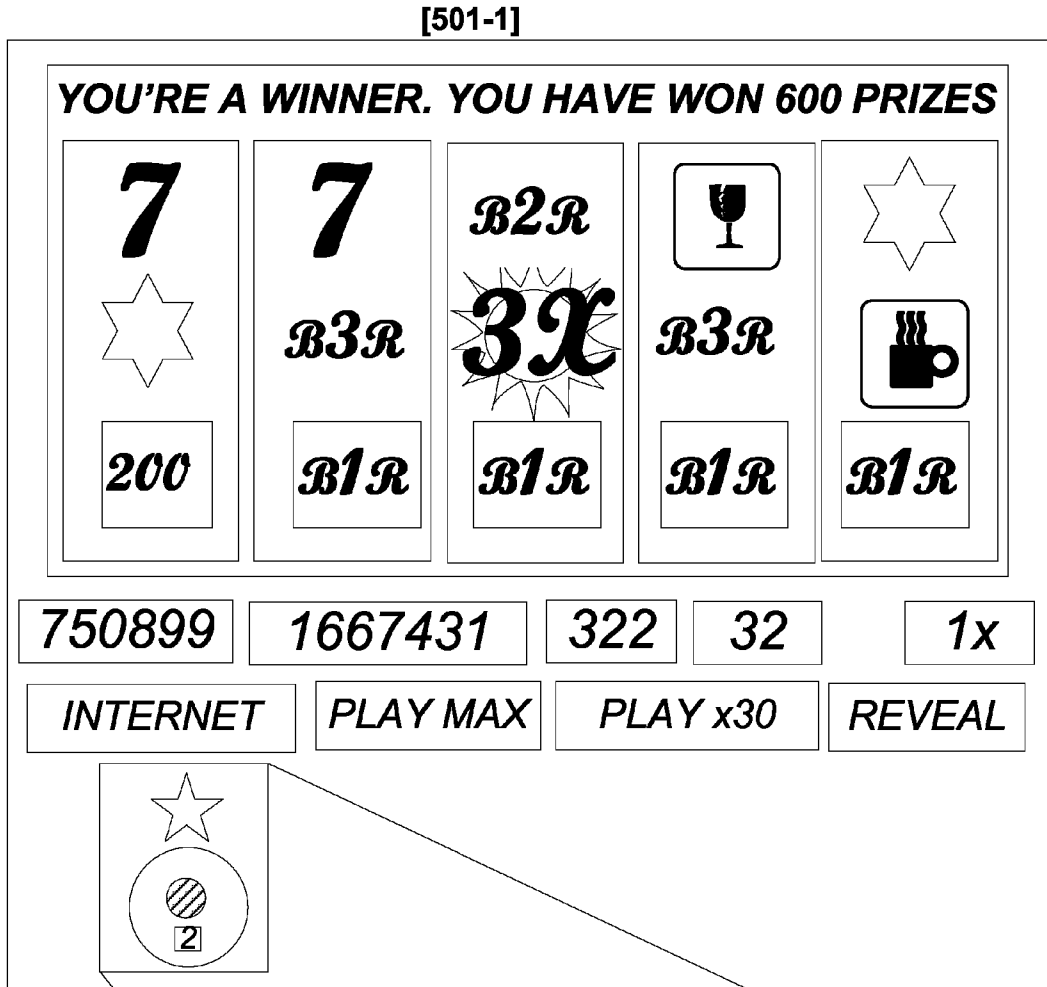 [501-1]
YOU'RE A WINNER. YOU HAVE WON 600 PRIZES
7 7 B2R
B3R 3X B3R
200 B1R B1R B1R B1R
750899 1667431 322 32 1x
INTERNET PLAY MAX PLAY x30 REVEAL
2